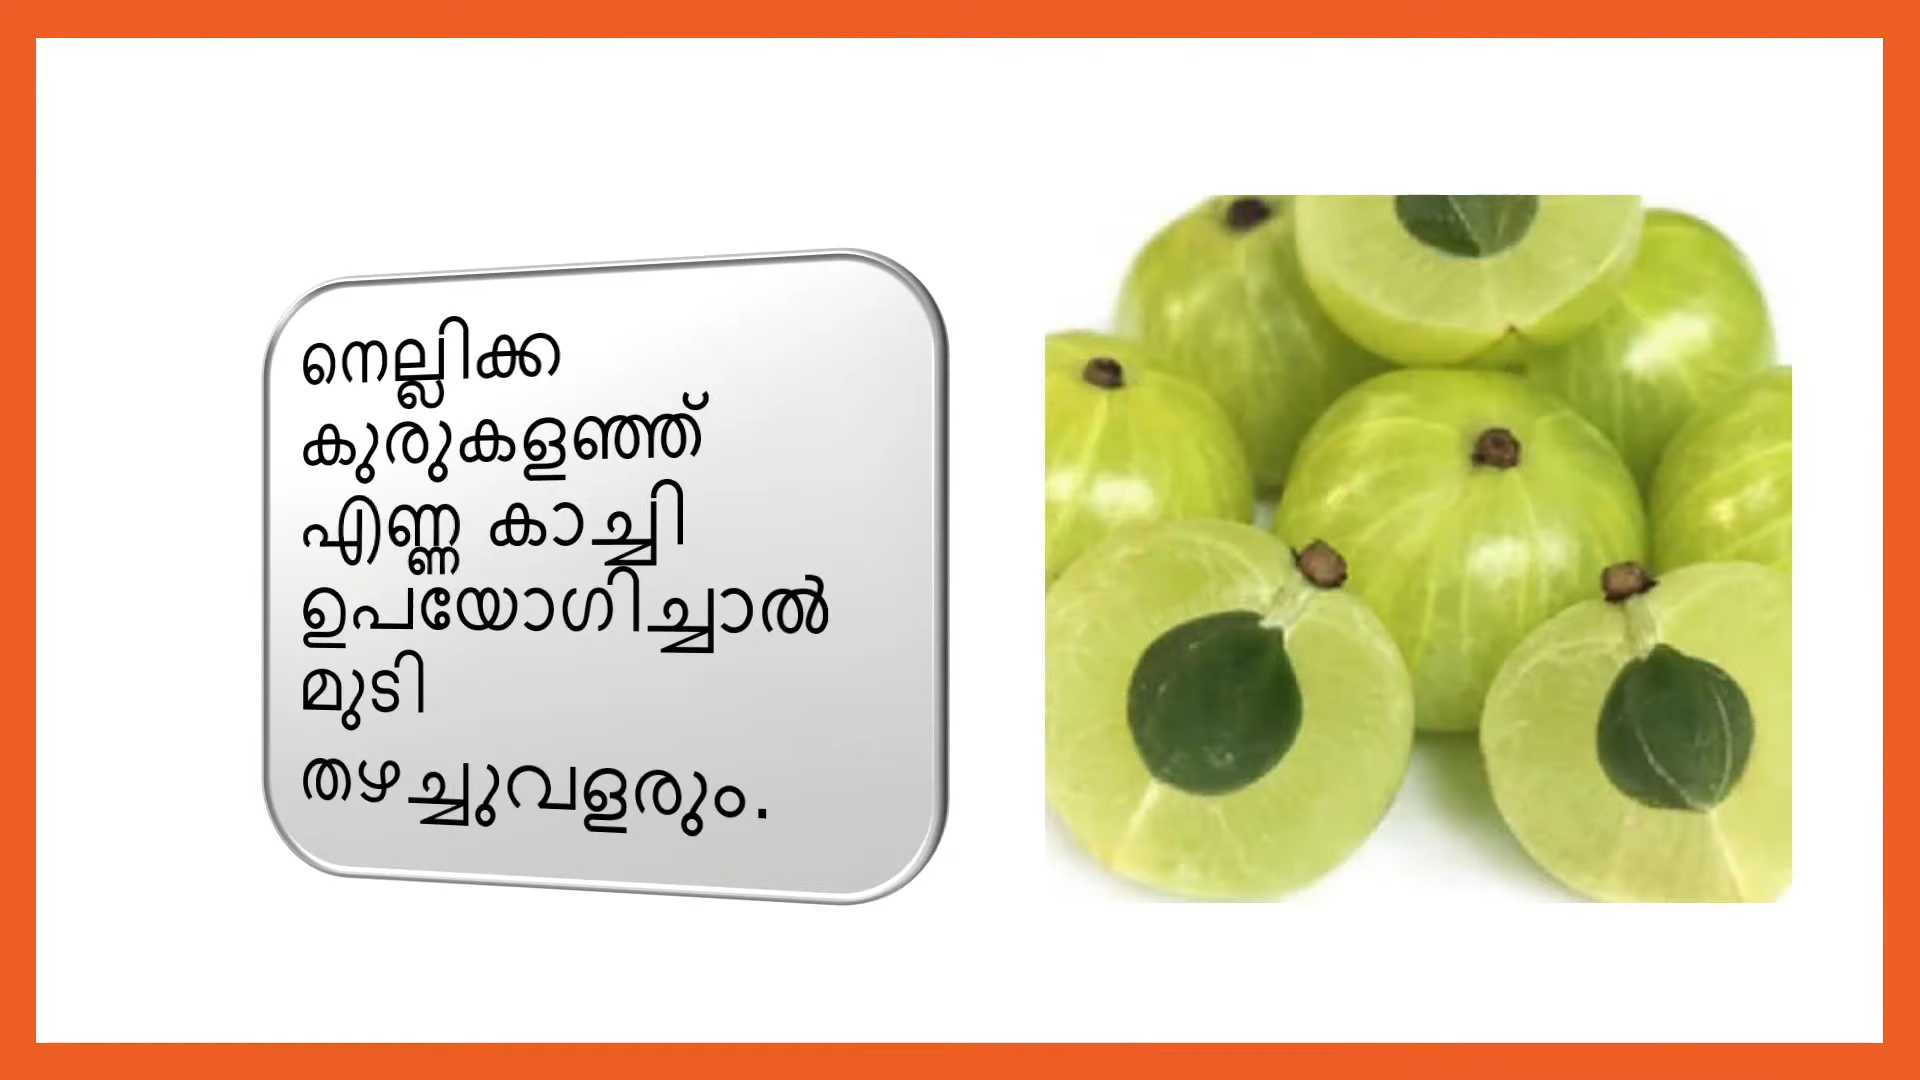 നെല്ലിക്ക
കുരുകളഞ്ഞ്
എണ്ണ കാച്ചി
ഉപയോഗിച്ചാൽ
മുടി
തഴച്ചുവളരും.